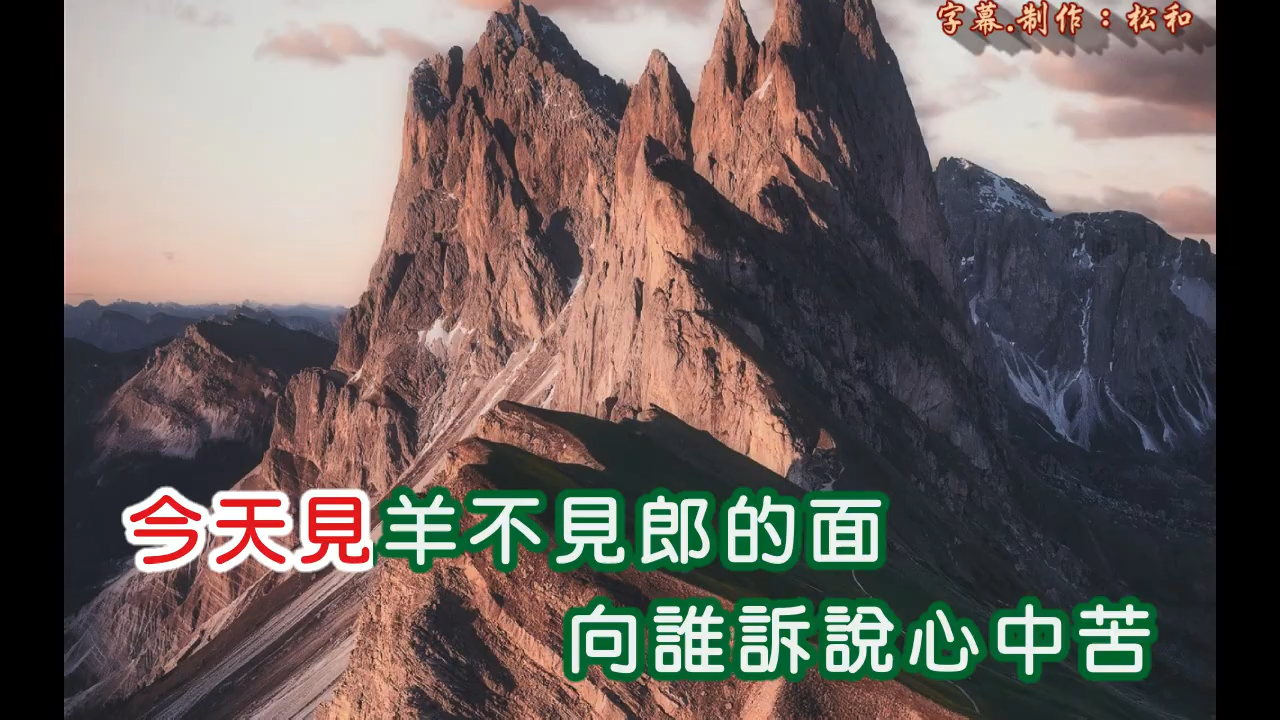 字幕.制作：松和
今天見羊不見郎的面
向誰訴說心中苦